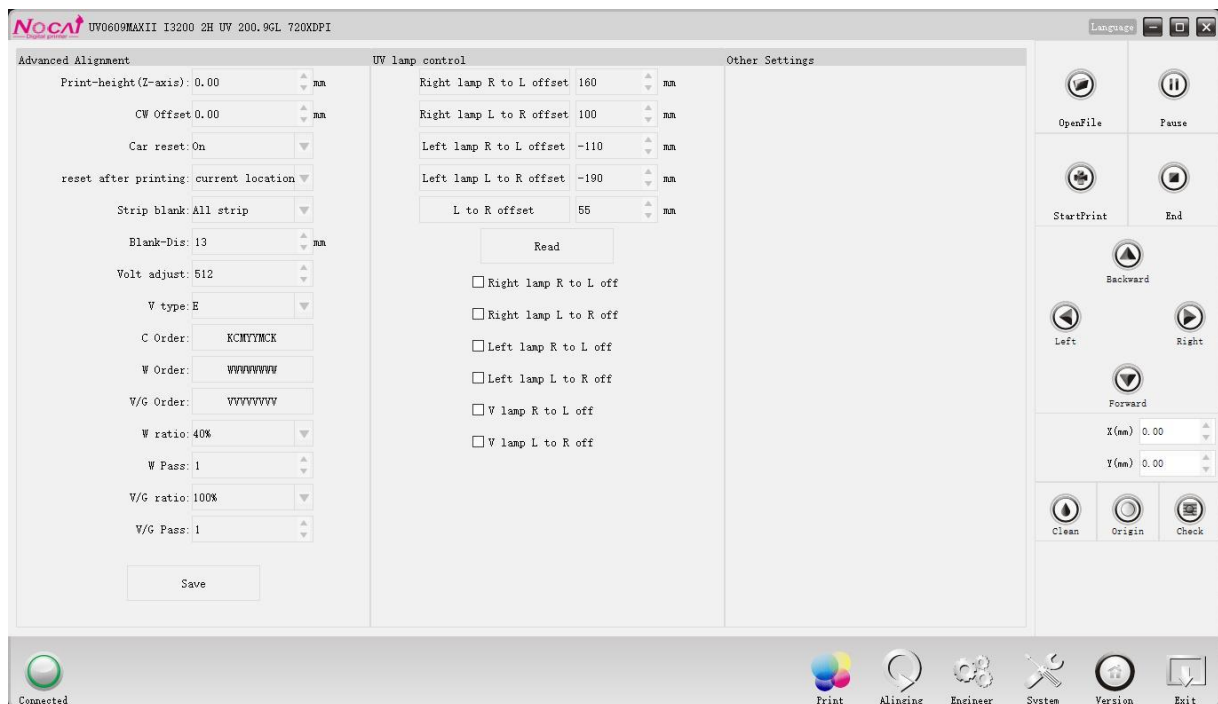 NOCAI Digital printer UV0609MAXII I3200 2H UV 200.9GL 720XDPI
Language
Advanced Alignment
Print-height(Z-axis): 0.00 mm
CW Offset 0.00 mm
Car reset: On
reset after printing: current location
Strip blank: All strip
Blank-Dis: 13 mm
Volt adjust: 512
V type: E
C Order: KCMYYMCK
W Order: WWWWWWWW
V/G Order: VVVVVVVV
W ratio: 40%
W Pass: 1
V/G ratio: 100%
V/G Pass: 1
Save
UV lamp control
Right lamp R to L offset 160 mm
Right lamp L to R offset 100 mm
Left lamp R to L offset -110 mm
Left lamp L to R offset -190 mm
L to R offset 55 mm
Read
Right lamp R to L off
Right lamp L to R off
Left lamp R to L off
Left lamp L to R off
V lamp R to L off
V lamp L to R off
Other Settings
OpenFile Pause
StartPrint End
Backward
Left Right
Forward
X(mm) 0.00
Y(mm) 0.00
Clean Origin Check
Connected Print Alinging Engineer System Version Exit